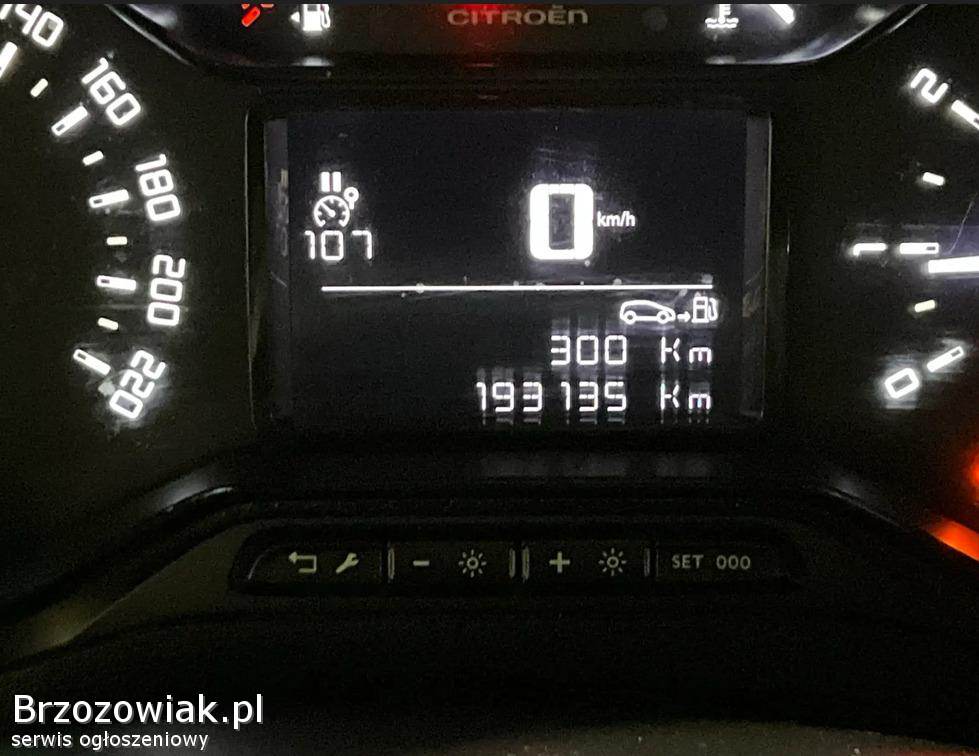 CITROËN
140
160
180
200
220
107
0 km/h
300 Km
193 135 Km
2
1
0
SET 000
Brzozowiak.pl
serwis ogłoszeniowy